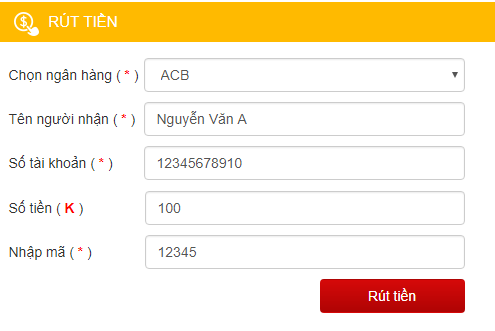 RÚT TIỀN
Chọn ngân hàng ( * ) ACB
Tên người nhận ( * ) Nguyễn Văn A
Số tài khoản ( * ) 12345678910
Số tiền ( K ) 100
Nhập mã ( * ) 12345
Rút tiền